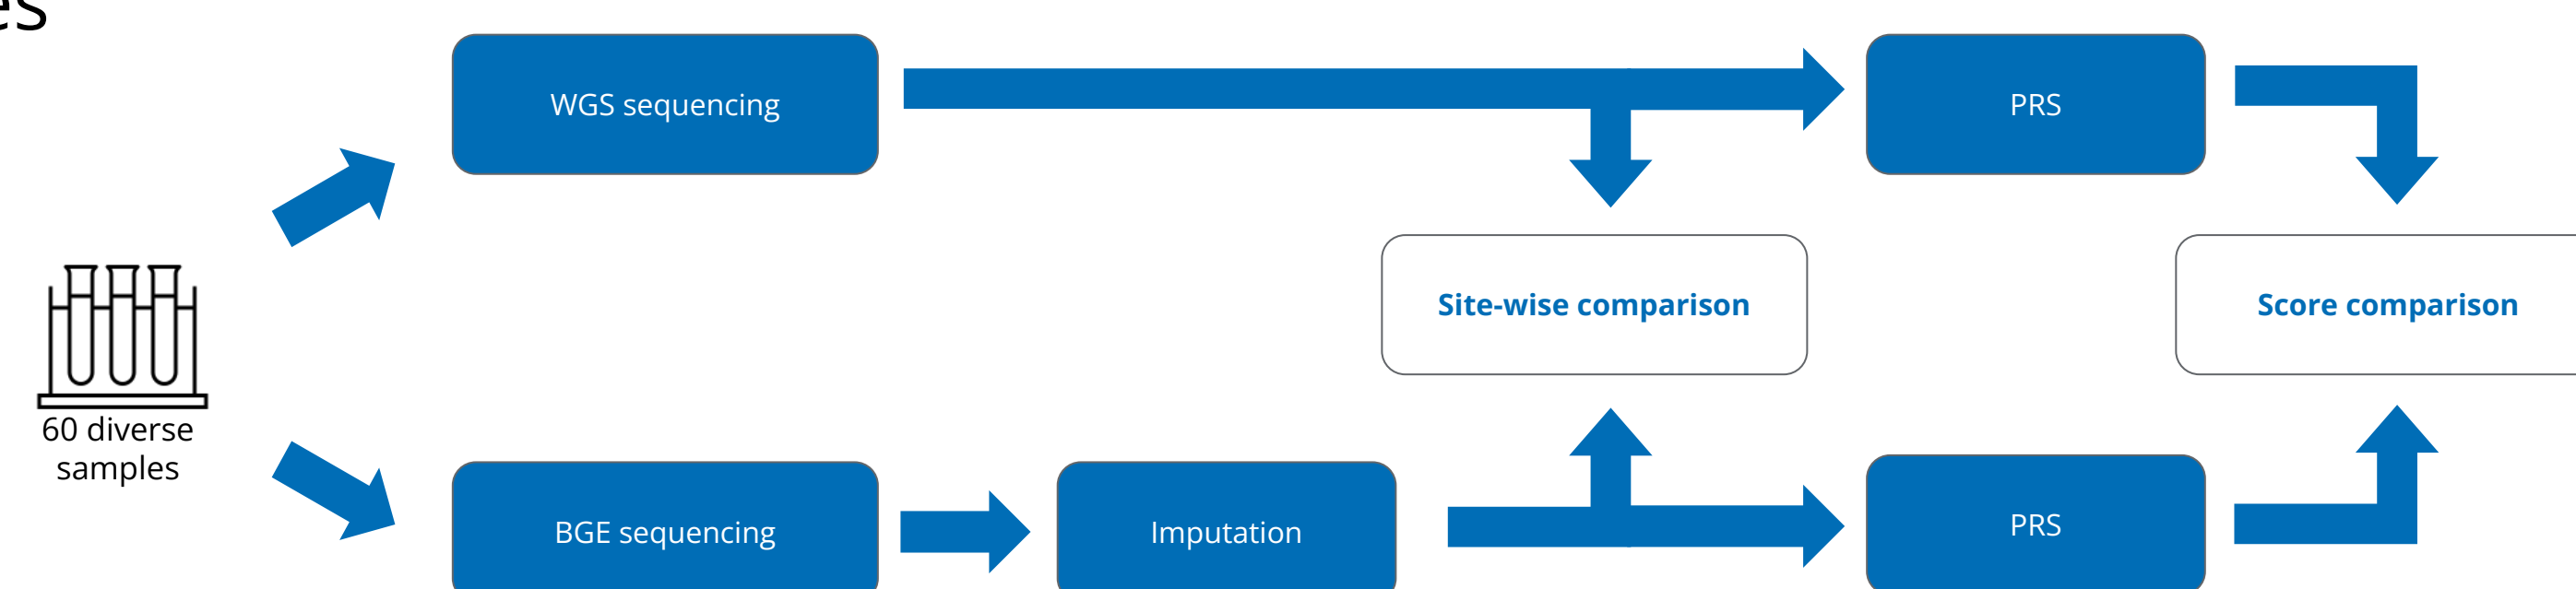 WGS sequencing
PRS
Site-wise comparison
Score comparison
60 diverse
samples
BGE sequencing
Imputation
PRS